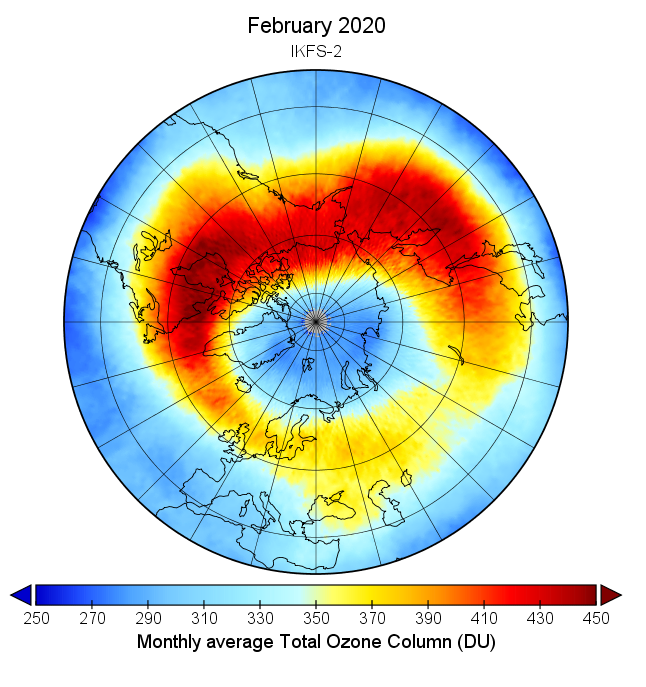 February 2020
IKFS-2
250 270 290 310 330 350 370 390 410 430 450
Monthly average Total Ozone Column (DU)